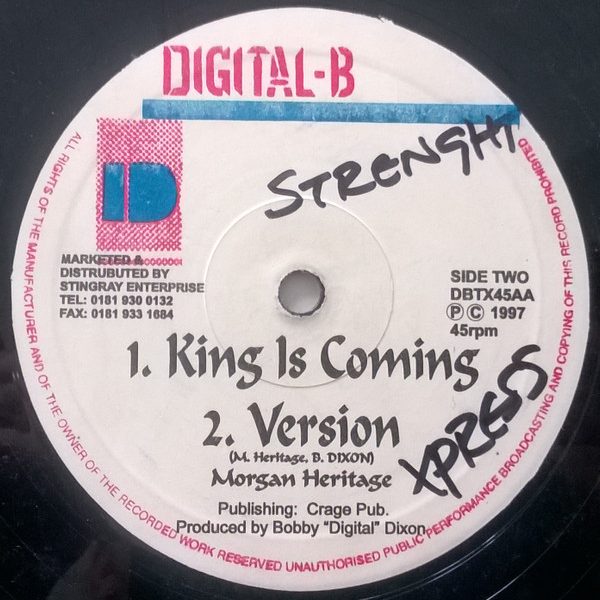 DIGITAL-B
STRENGHT
D
MARKETED &
DISTRUBUTED BY
STINGRAY ENTERPRISE
TEL: 0181 930 0132
FAX: 0181 933 1684
SIDE TWO
DBTX45AA
Ⓟ Ⓒ 1997
45rpm
1. King Is Coming
2. Version
(M. Heritage, B. DIXON)
Morgan Heritage
XPRESS
Publishing: Crage Pub.
Produced by Bobby "Digital" Dixon
ALL RIGHTS OF THE MANUFACTURER AND OF THE OWNER OF THE RECORDED WORK RESERVED UNAUTHORISED PUBLIC PERFORMANCE BROADCASTING AND COPYING OF THIS RECORD PROHIBITED